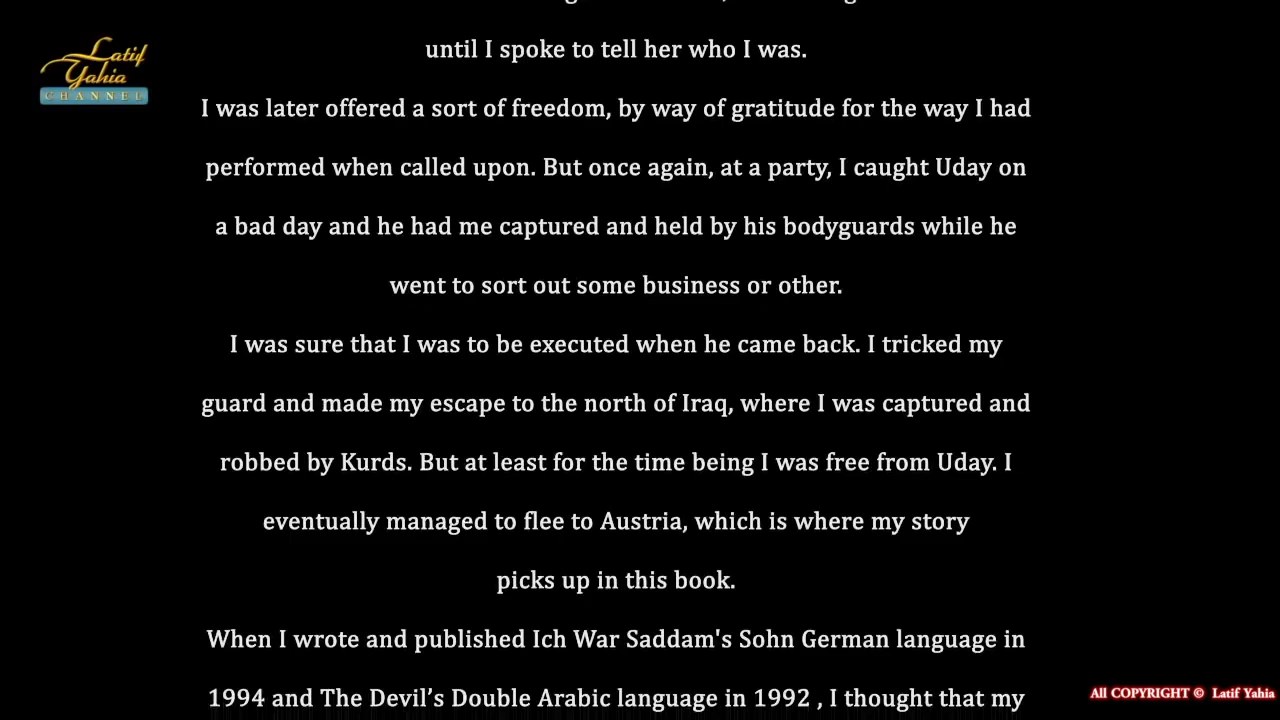 until I spoke to tell her who I was.
Latif
Yahia
CHANNEL
I was later offered a sort of freedom, by way of gratitude for the way I had
performed when called upon. But once again, at a party, I caught Uday on
a bad day and he had me captured and held by his bodyguards while he
went to sort out some business or other.
I was sure that I was to be executed when he came back. I tricked my
guard and made my escape to the north of Iraq, where I was captured and
robbed by Kurds. But at least for the time being I was free from Uday. I
eventually managed to flee to Austria, which is where my story
picks up in this book.
When I wrote and published Ich War Saddam's Sohn German language in
1994 and The Devil’s Double Arabic language in 1992 , I thought that my
All COPYRIGHT © Latif Yahia